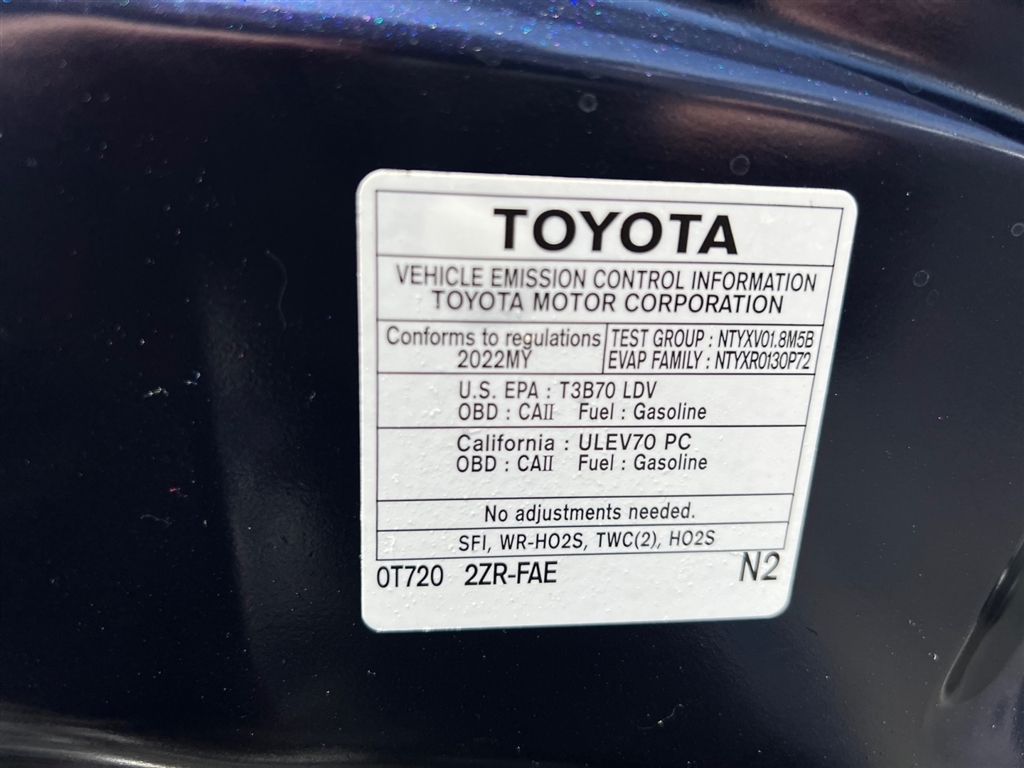 TOYOTA
VEHICLE EMISSION CONTROL INFORMATION
TOYOTA MOTOR CORPORATION
Conforms to regulations
2022MY
TEST GROUP : NTYXV01.8M5B
EVAP FAMILY : NTYXR0130P72
U.S. EPA : T3B70 LDV
OBD : CAII Fuel : Gasoline
California : ULEV70 PC
OBD : CAII Fuel : Gasoline
No adjustments needed.
SFI, WR-HO2S, TWC(2), HO2S
0T720 2ZR-FAE N2